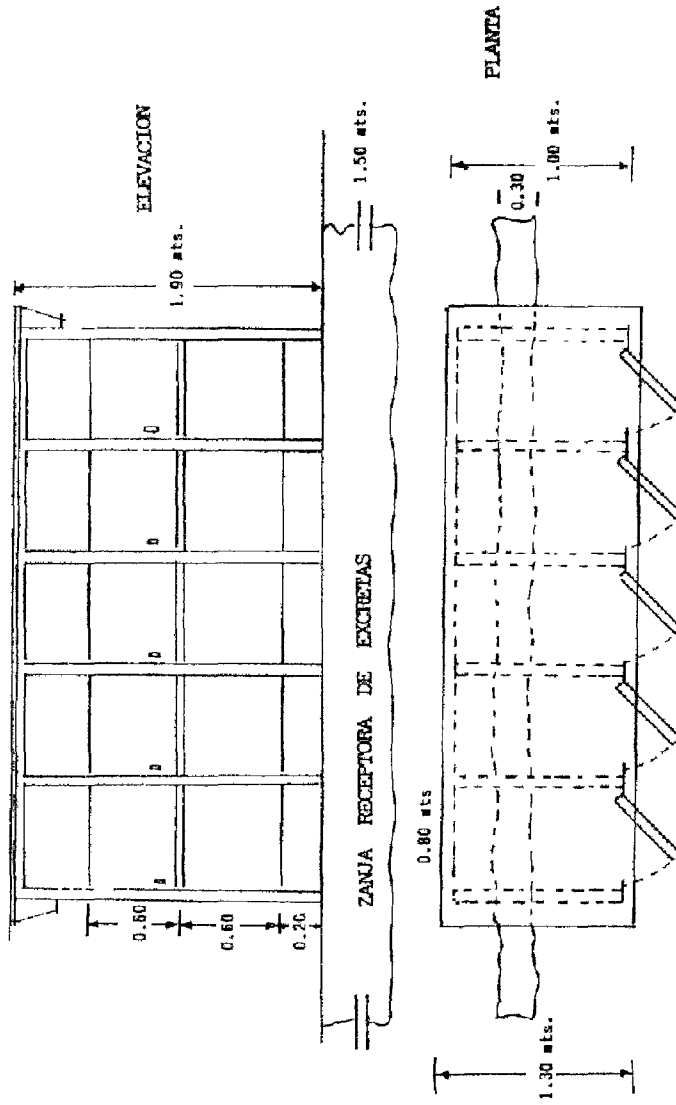 ELEVACION
1.90 mts.
0.60
0.60
0.20
ZANJA RECEPTORA DE EXCRETAS
1.50 mts.
PLANTA
0.80 mts
0.30
1.00 mts.
1.30 mts.